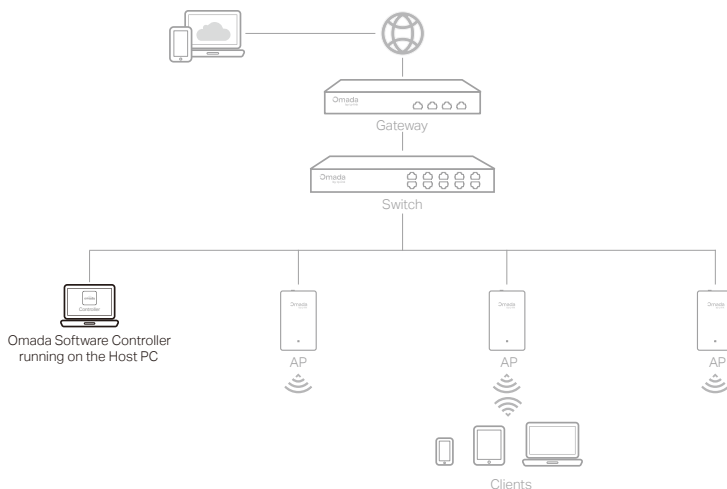 Omada
Gateway
Omada
Switch
Controller
Omada Software Controller
running on the Host PC
Omada
AP
Omada
AP
Omada
AP
Clients